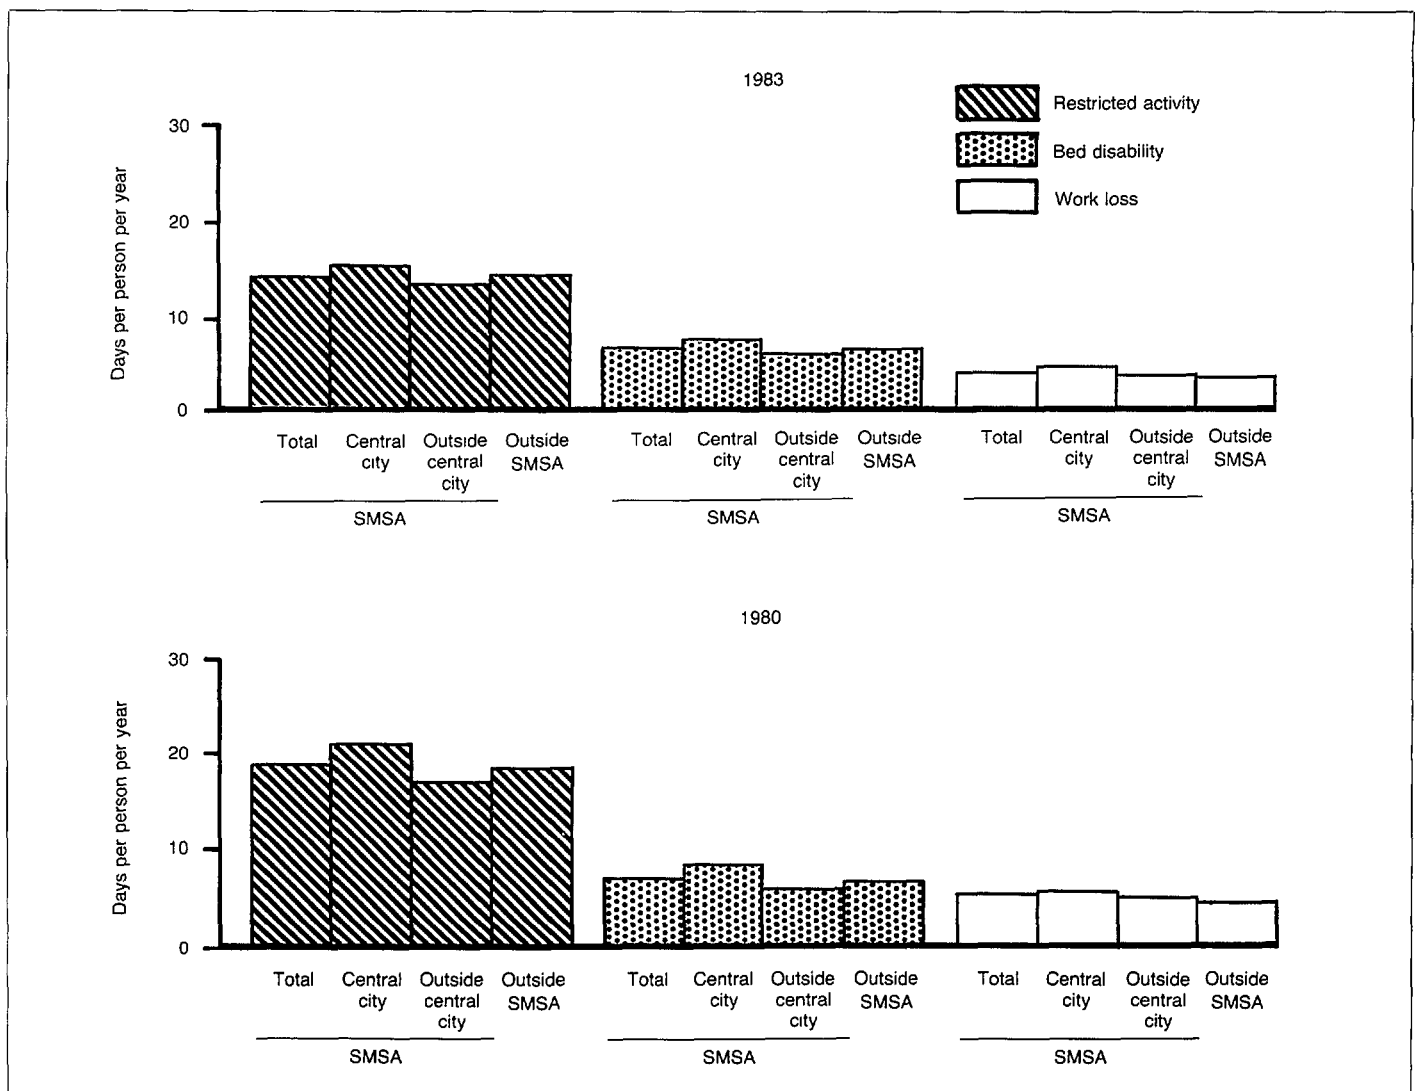 1983
Restricted activity
Bed disability
Work loss
Days per person per year
30
20
10
0
Total Central city Outside central city Outside SMSA
SMSA
Total Central city Outside central city Outside SMSA
SMSA
Total Central city Outside central city Outside SMSA
SMSA
1980
Days per person per year
30
20
10
0
Total Central city Outside central city Outside SMSA
SMSA
Total Central city Outside central city Outside SMSA
SMSA
Total Central city Outside central city Outside SMSA
SMSA